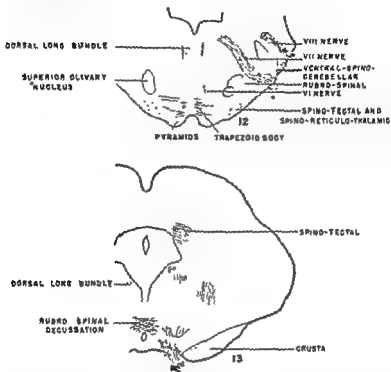 DORSAL LONG BUNDLE
SUPERIOR OLIVARY
NUCLEUS
PYRAMIDS
TRAPEZOID BODY
VIII NERVE
VII NERVE
VENTRAL-SPINO-
CEREBELLAR
RUBRO-SPINAL
VI NERVE
SPINO-TECTAL AND
SPINO-RETICULO-THALAMIC
12
SPINO-TECTAL
DORSAL LONG BUNDLE
RUBRO SPINAL
DECUSSATION
CRUSTA
13